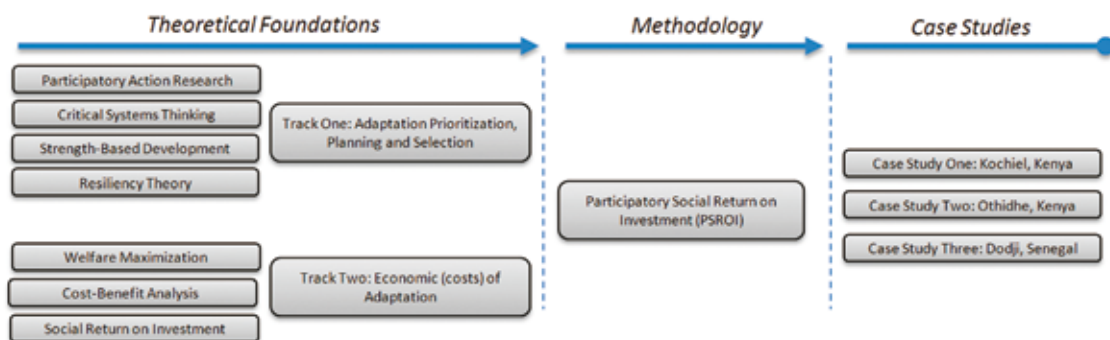 Theoretical Foundations
Methodology
Case Studies
Participatory Action Research
Critical Systems Thinking
Strength-Based Development
Resiliency Theory
Track One: Adaptation Prioritization,
Planning and Selection
Welfare Maximization
Cost-Benefit Analysis
Social Return on Investment
Track Two: Economic (costs) of
Adaptation
Participatory Social Return on
Investment (PSROI)
Case Study One: Kochiel, Kenya
Case Study Two: Othidhe, Kenya
Case Study Three: Dodji, Senegal